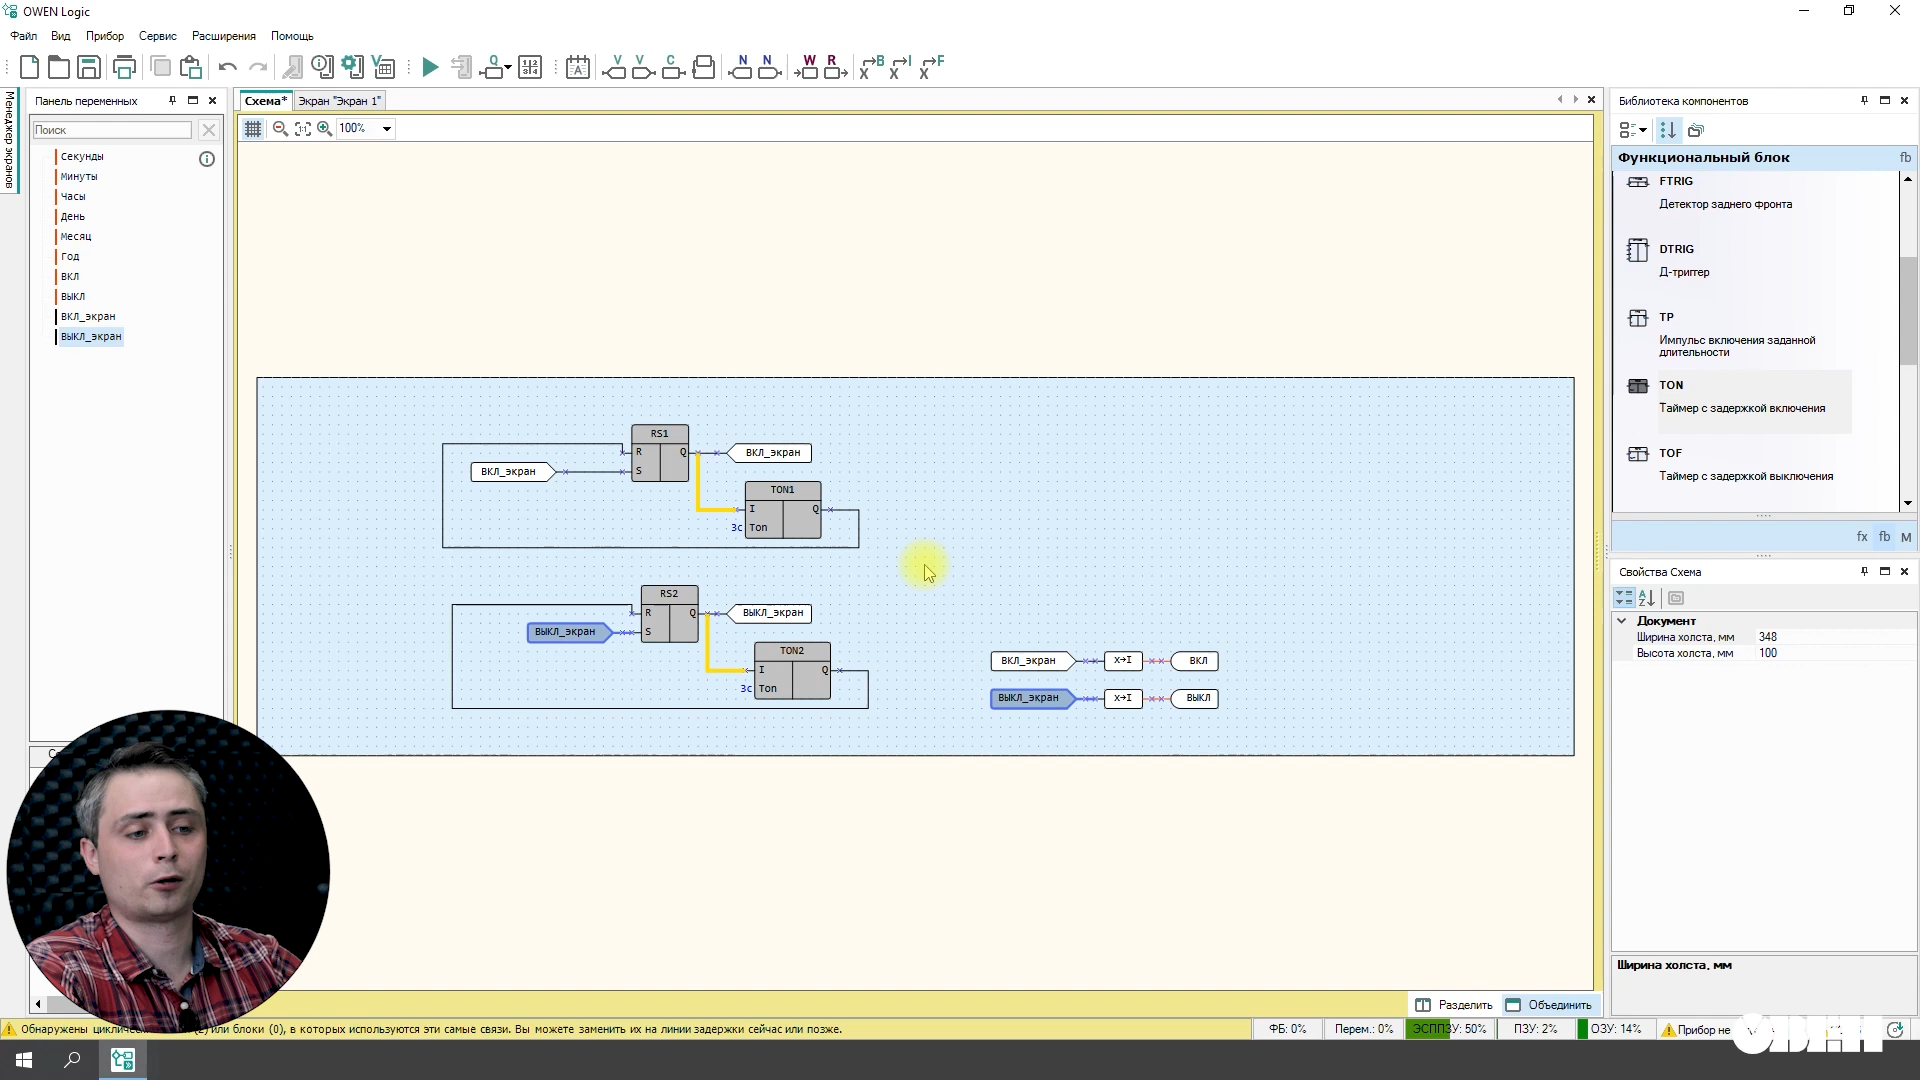 OWEN Logic
Файл Вид Прибор Сервис Расширения Помощь
Панель переменных
Схема*
Экран "Экран 1"
Библиотека компонентов
Менеджер экранов
Поиск
100%
Функциональный блок fb
Секунды
Минуты
Часы
День
Месяц
Год
ВКЛ
ВЫКЛ
ВКЛ_экран
ВЫКЛ_экран
FTRIG
Детектор заднего фронта
DTRIG
Д-триггер
TP
Импульс включения заданной
длительности
TON
Таймер с задержкой включения
TOF
Таймер с задержкой выключения
fx fb M
RS1
R Q
S
ВКЛ_экран
ВКЛ_экран
TON1
I Q
3с Тon
RS2
R Q
S
ВЫКЛ_экран
ВЫКЛ_экран
TON2
I Q
3с Тon
ВКЛ_экран X→I ВКЛ
ВЫКЛ_экран X→I ВЫКЛ
Свойства Схема
Документ
Ширина холста, мм 348
Высота холста, мм 100
Ширина холста, мм
Разделить Объединить
ФБ: 0% Перем.: 0% ЭСППЗУ: 50% ПЗУ: 2% ОЗУ: 14% Прибор не
или блоки (0), в которых используются эти самые связи. Вы можете заменить их на линии задержки сейчас или позже.
Обнаружены